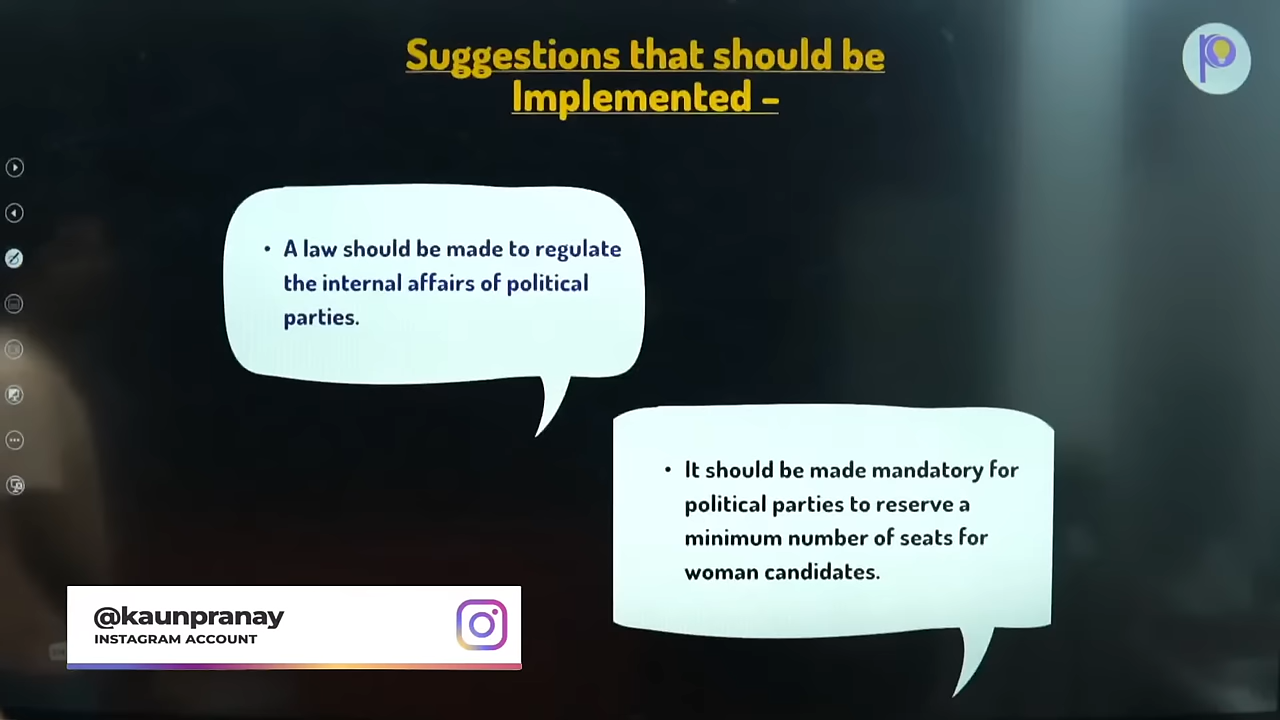 Suggestions that should be
Implemented –
• A law should be made to regulate
the internal affairs of political
parties.
• It should be made mandatory for
political parties to reserve a
minimum number of seats for
woman candidates.
@kaunpranay
INSTAGRAM ACCOUNT